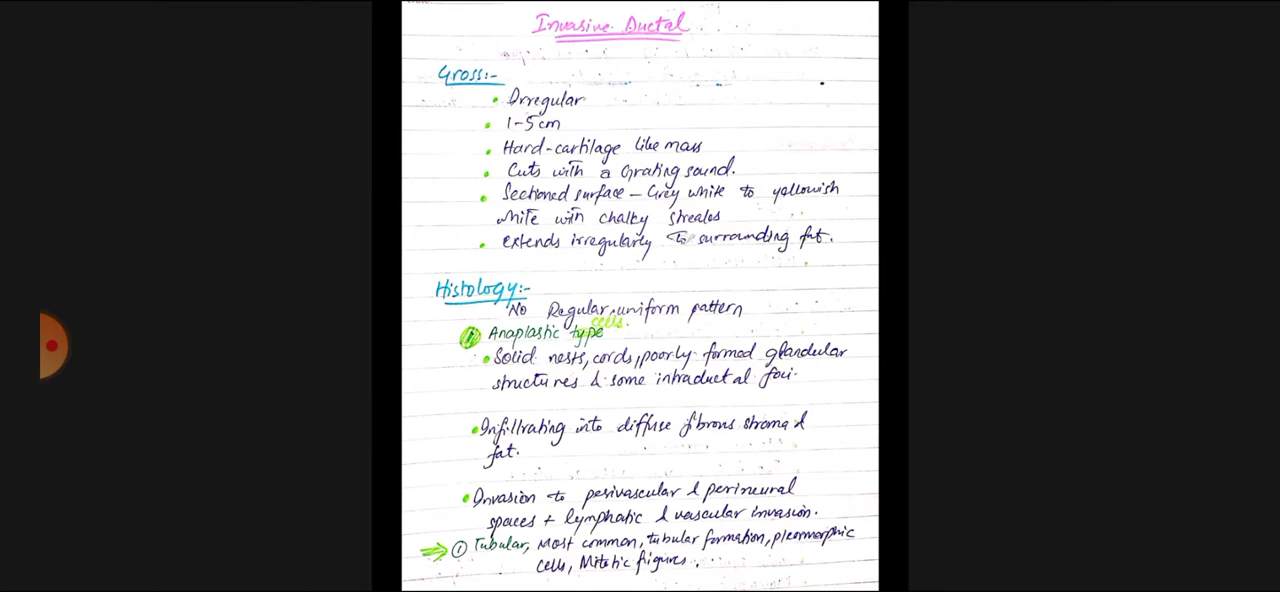 Invasive Ductal
Gross:-
• Irregular
• 1-5cm
• Hard-cartilage like mass
• Cuts with a Grating sound.
• Sectioned surface - Grey white to yellowish
white with chalky streaks
• extends irregularly to surrounding fat.
Histology:-
No Regular, uniform pattern
cells.
① Anaplastic type
• Solid nests, cords, poorly formed glandular
structures & some intraductal foci.
• Infiltrating into diffuse fibrous stroma &
fat.
• Invasion to perivascular & perineural
spaces + lymphatic & vascular invasion.
⇒ ① Tubular, Most common, tubular formation, pleomorphic
cells, Mitotic figures.